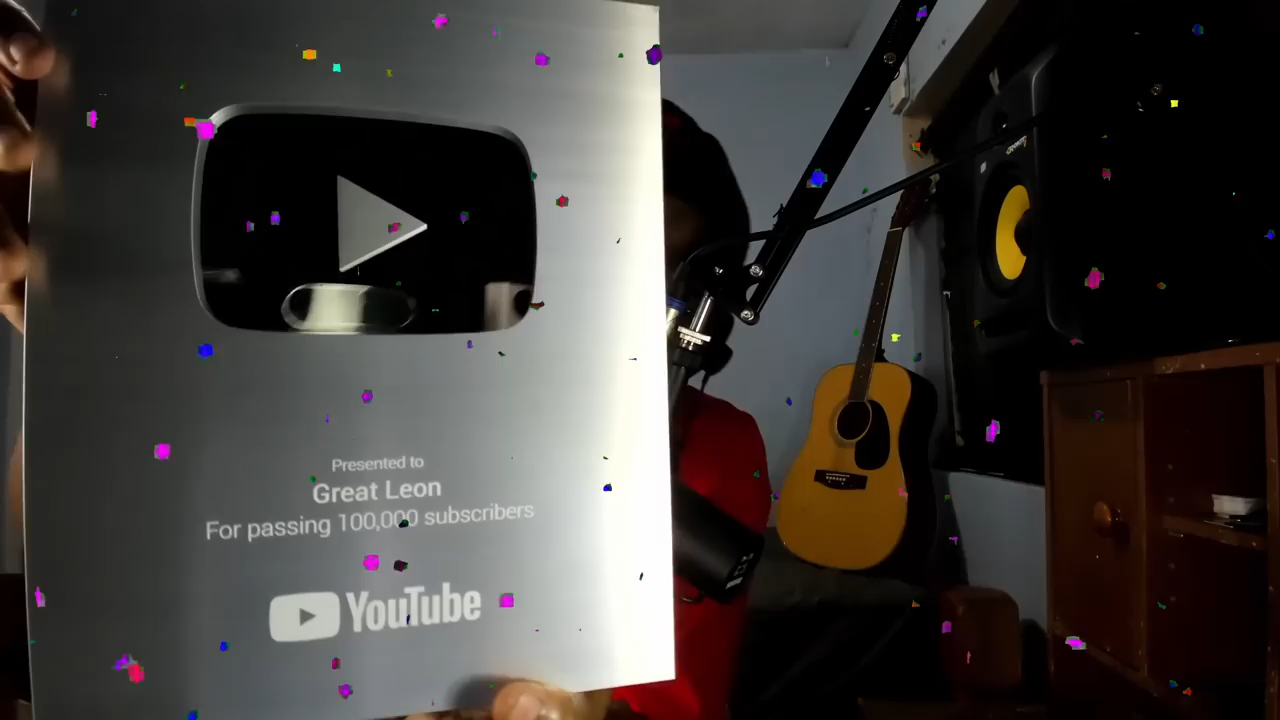 Presented to
Great Leon
For passing 100,000 subscribers
YouTube